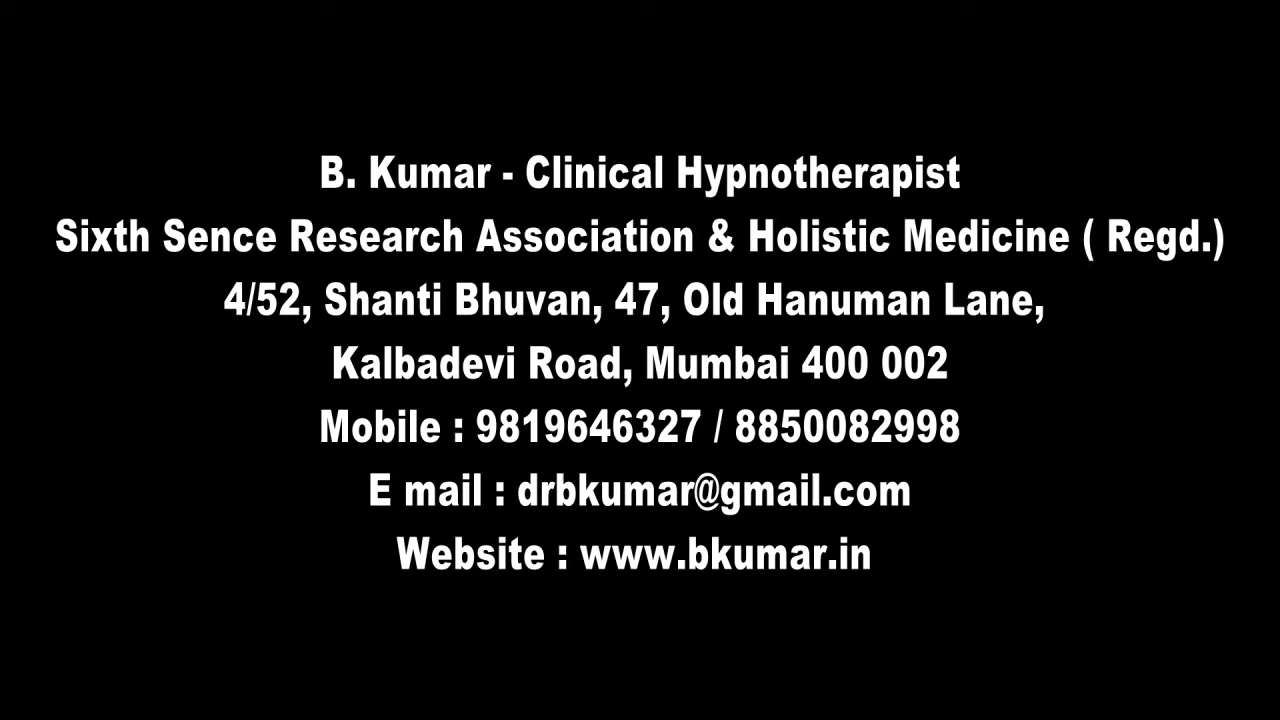 B. Kumar - Clinical Hypnotherapist
Sixth Sence Research Association & Holistic Medicine ( Regd.)
4/52, Shanti Bhuvan, 47, Old Hanuman Lane,
Kalbadevi Road, Mumbai 400 002
Mobile : 9819646327 / 8850082998
E mail : drbkumar@gmail.com
Website : www.bkumar.in